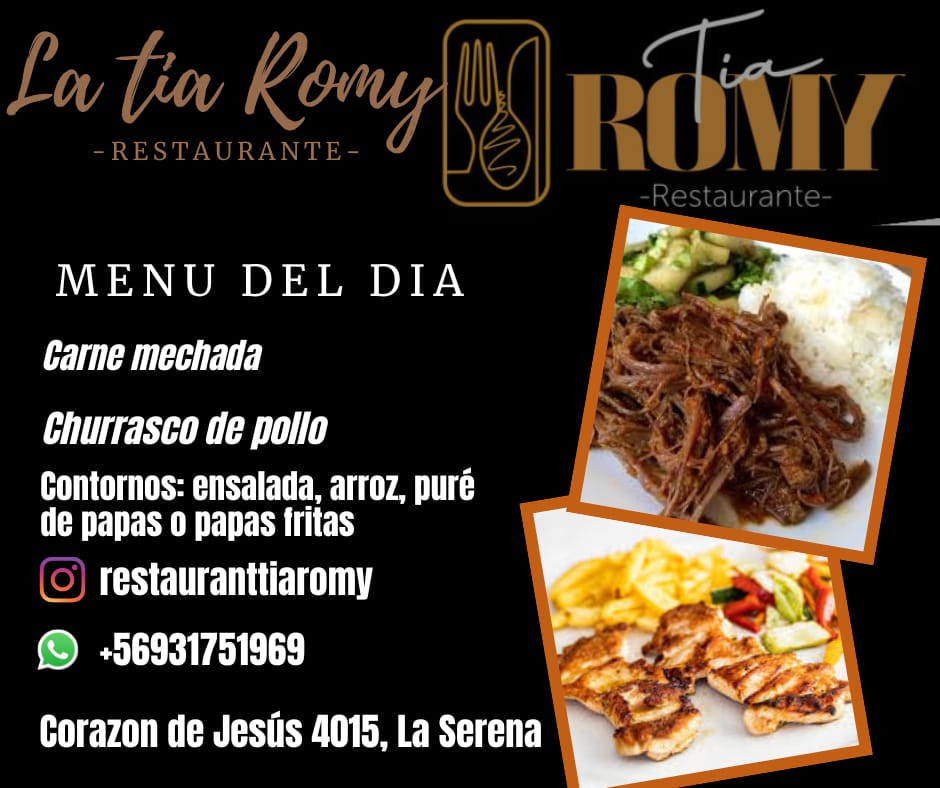 La tia Romy
-RESTAURANTE-
Tia
ROMY
-Restaurante-
MENU DEL DIA
Carne mechada
Churrasco de pollo
Contornos: ensalada, arroz, puré
de papas o papas fritas
restauranttiaromy
+56931751969
Corazon de Jesús 4015, La Serena